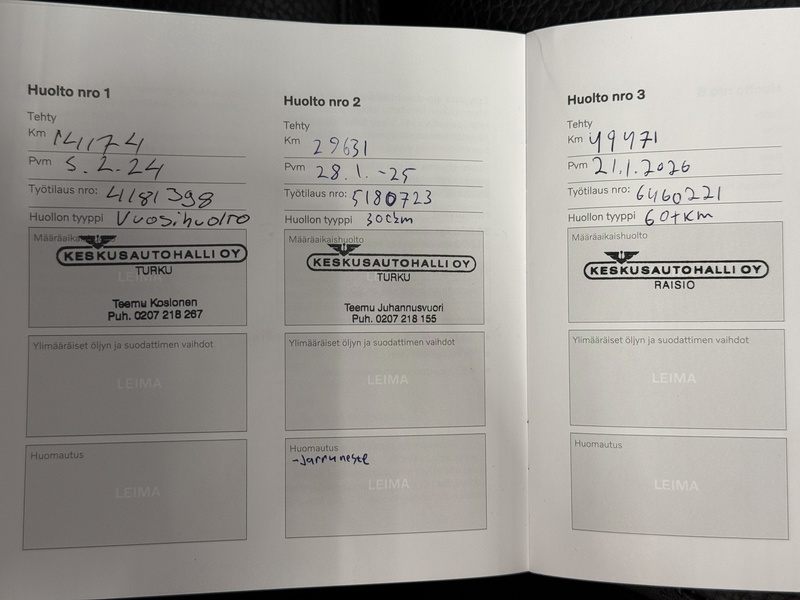 Huolto nro 1
Tehty
Km 14174
Pvm 5.2.24
Työtilaus nro: 4181398
Huollon tyyppi Vuosihuolto
Määräaikaishuolto
KESKUSAUTOHALLI OY
TURKU
Teemu Koslonen
Puh. 0207 218 267
Ylimääräiset öljyn ja suodattimen vaihdot
LEIMA
Huomautus
LEIMA
Huolto nro 2
Tehty
Km 29631
Pvm 28.1.-25
Työtilaus nro: 5180723
Huollon tyyppi 30tkm
Määräaikaishuolto
KESKUSAUTOHALLI OY
TURKU
Teemu Juhannusvuori
Puh. 0207 218 155
Ylimääräiset öljyn ja suodattimen vaihdot
LEIMA
Huomautus
-Jarruneste
LEIMA
Huolto nro 3
Tehty
Km 49471
Pvm 21.1.2026
Työtilaus nro: 6460221
Huollon tyyppi 60tkm
Määräaikaishuolto
KESKUSAUTOHALLI OY
RAISIO
Ylimääräiset öljyn ja suodattimen vaihdot
LEIMA
Huomautus
LEIMA